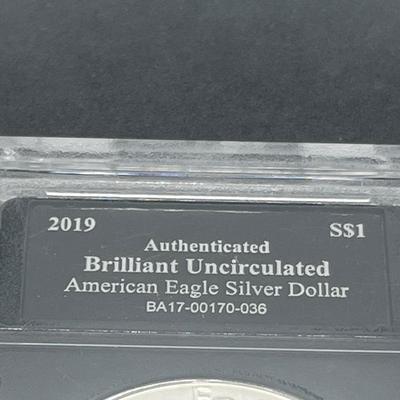 2019 S$1
Authenticated
Brilliant Uncirculated
American Eagle Silver Dollar
BA17-00170-036